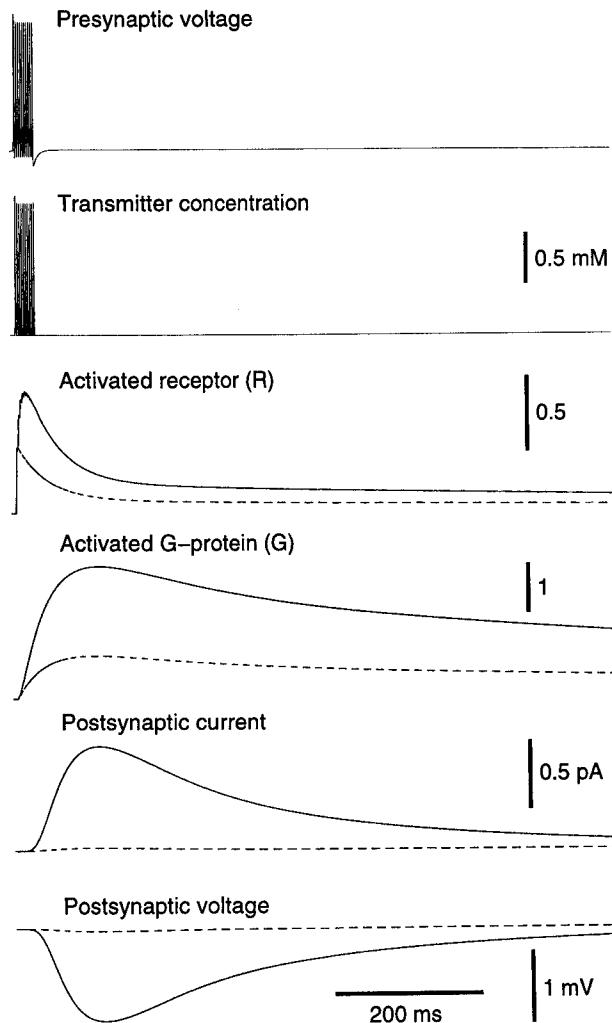 Presynaptic voltage
Transmitter concentration
0.5 mM
Activated receptor (R)
0.5
Activated G–protein (G)
1
Postsynaptic current
0.5 pA
Postsynaptic voltage
1 mV
200 ms